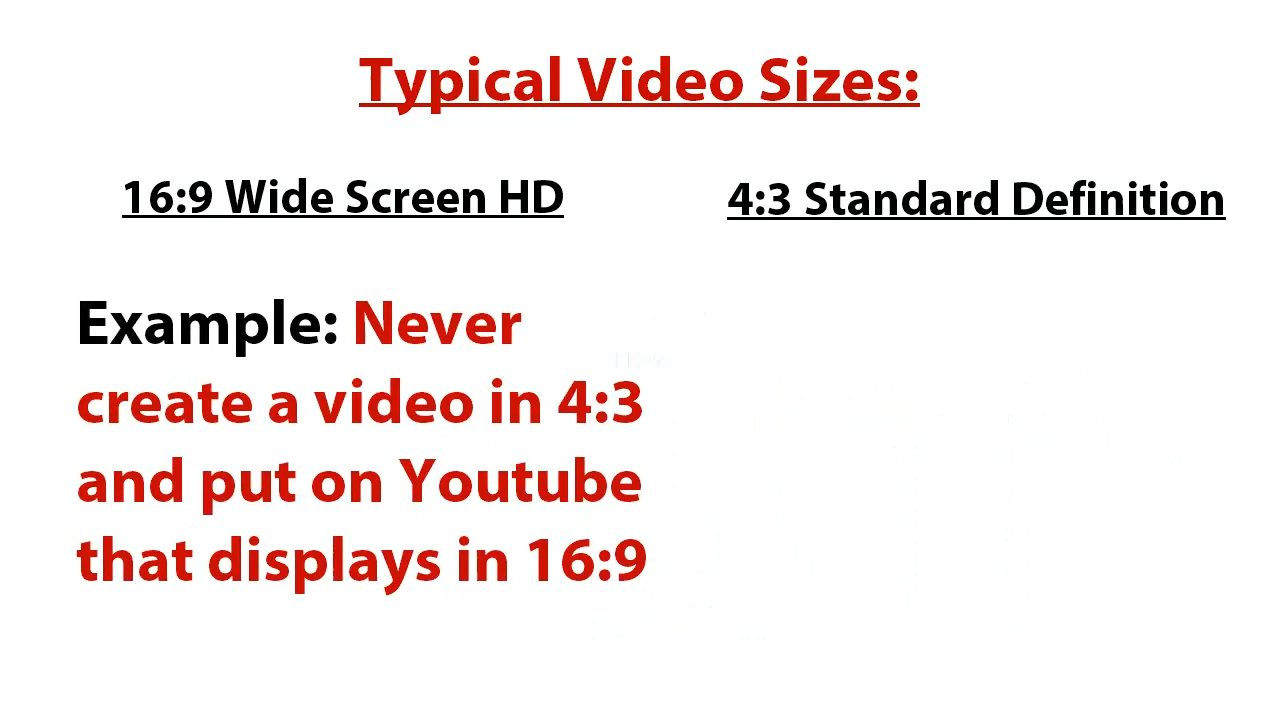 Typical Video Sizes:
16:9 Wide Screen HD
4:3 Standard Definition
Example: Never
create a video in 4:3
and put on Youtube
that displays in 16:9